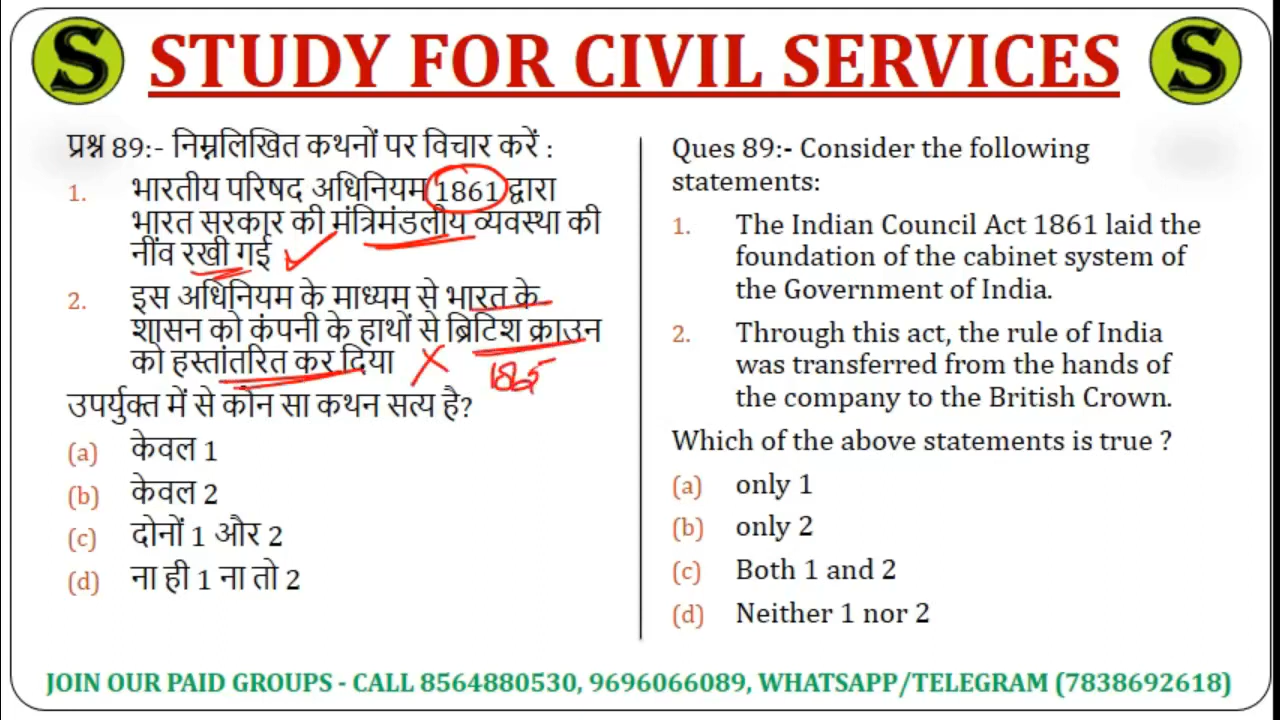 S STUDY FOR CIVIL SERVICES S
प्रश्न 89:- निम्नलिखित कथनों पर विचार करें :
1. भारतीय परिषद अधिनियम 1861 द्वारा
भारत सरकार की मंत्रिमंडलीय व्यवस्था की
नींव रखी गई
2. इस अधिनियम के माध्यम से भारत के
शासन को कंपनी के हाथों से ब्रिटिश क्राउन
को हस्तांतरित कर दिया
उपर्युक्त में से कौन सा कथन सत्य है?
(a) केवल 1
(b) केवल 2
(c) दोनों 1 और 2
(d) ना ही 1 ना तो 2
Ques 89:- Consider the following
statements:
1. The Indian Council Act 1861 laid the
foundation of the cabinet system of
the Government of India.
2. Through this act, the rule of India
was transferred from the hands of
the company to the British Crown.
Which of the above statements is true ?
(a) only 1
(b) only 2
(c) Both 1 and 2
(d) Neither 1 nor 2
JOIN OUR PAID GROUPS - CALL 8564880530, 9696066089, WHATSAPP/TELEGRAM (7838692618)